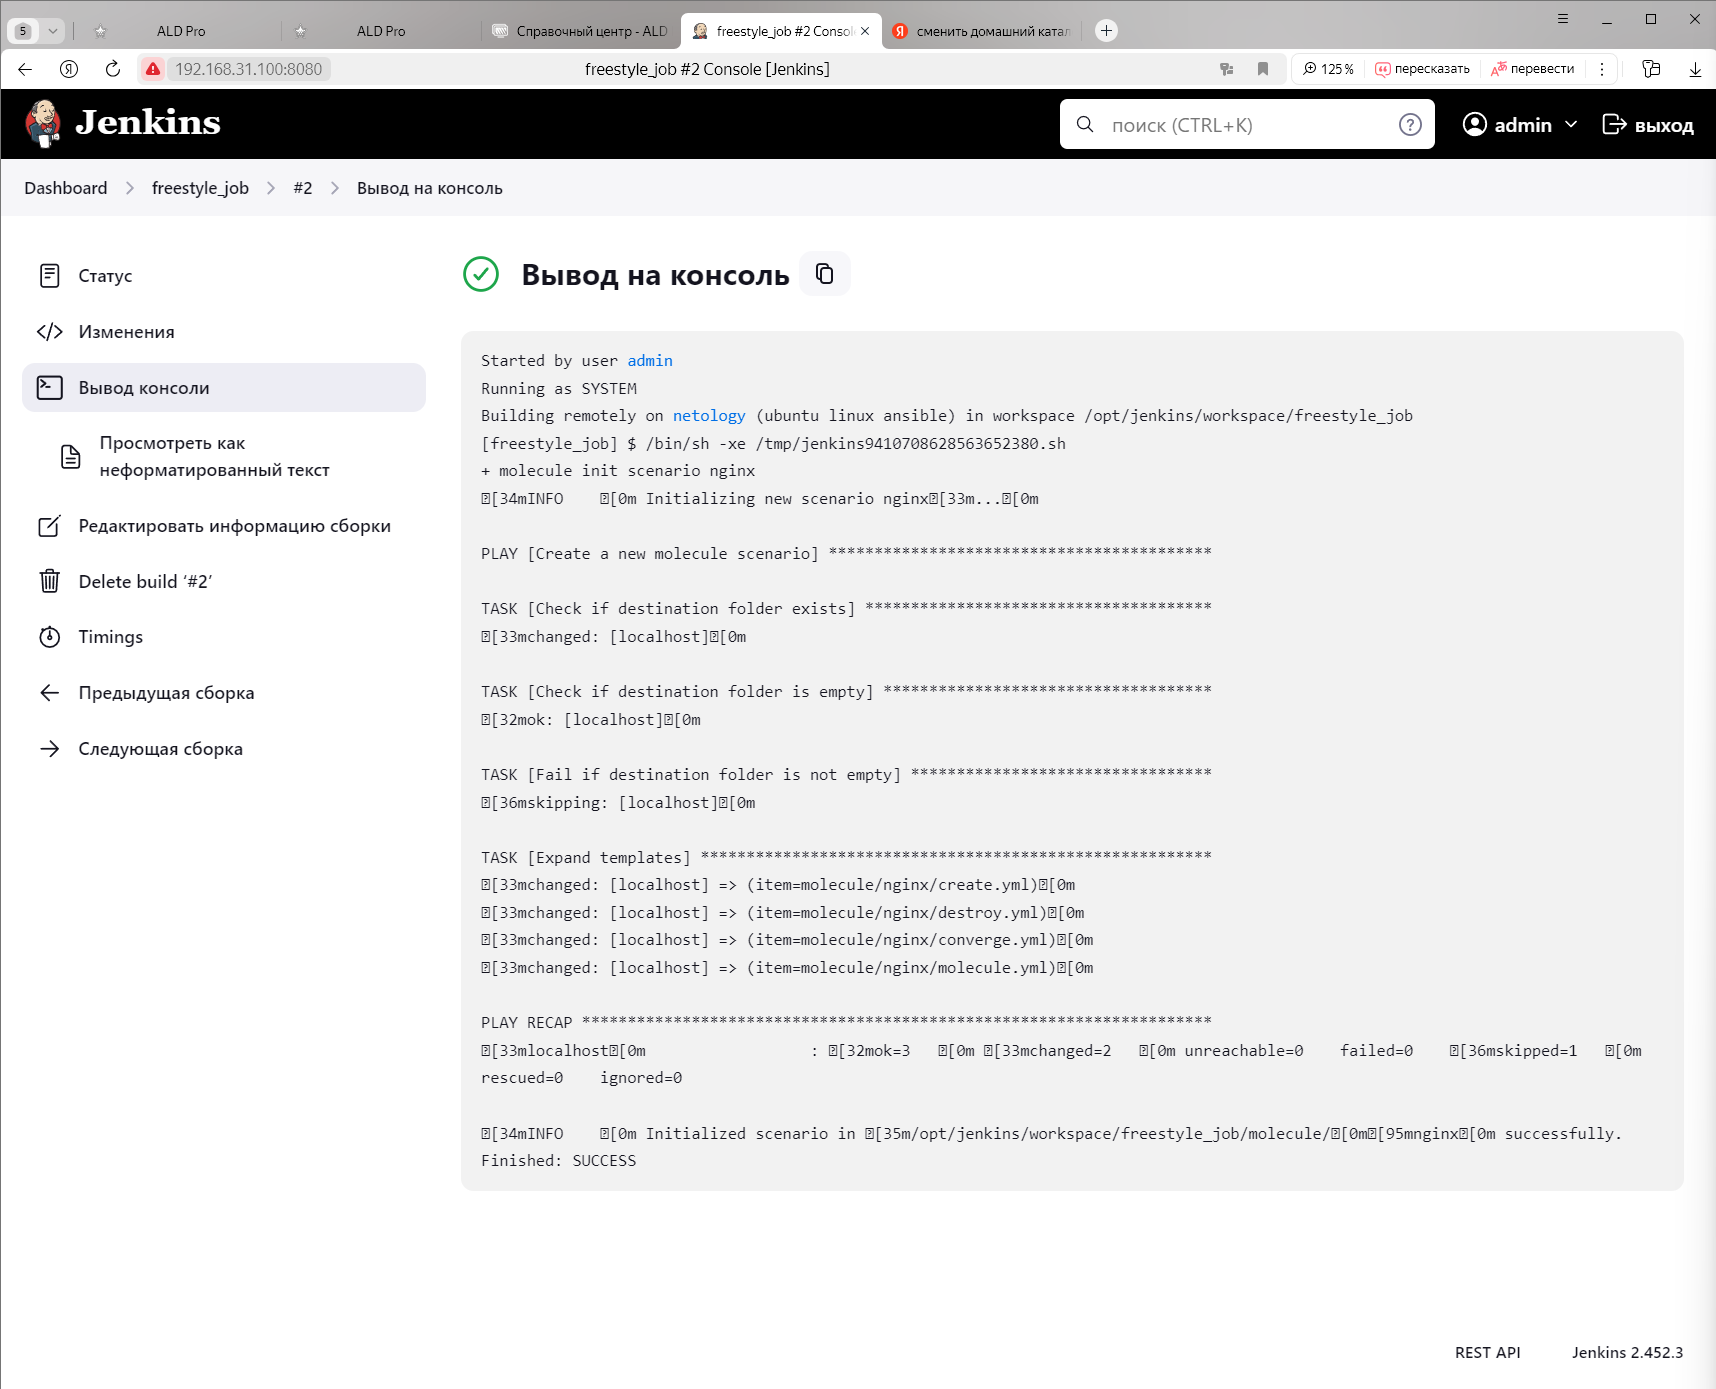 5
ALD Pro
ALD Pro
Справочный центр - ALD
freestyle_job #2 Consol
сменить домашний катал
192.168.31.100:8080
freestyle_job #2 Console [Jenkins]
125 %
пересказать
перевести
Jenkins
поиск (CTRL+K)
admin
выход
Dashboard
freestyle_job
#2
Вывод на консоль
Статус
Изменения
Вывод консоли
Просмотреть как
неформатированный текст
Редактировать информацию сборки
Delete build ‘#2’
Timings
Предыдущая сборка
Следующая сборка
Вывод на консоль
Started by user admin
Running as SYSTEM
Building remotely on netology (ubuntu linux ansible) in workspace /opt/jenkins/workspace/freestyle_job
[freestyle_job] $ /bin/sh -xe /tmp/jenkins9410708628563652380.sh
+ molecule init scenario nginx
[34mINFO    [0m Initializing new scenario nginx[33m...[0m
PLAY [Create a new molecule scenario] ******************************************
TASK [Check if destination folder exists] **************************************
[33mchanged: [localhost][0m
TASK [Check if destination folder is empty] ************************************
[32mok: [localhost][0m
TASK [Fail if destination folder is not empty] *********************************
[36mskipping: [localhost][0m
TASK [Expand templates] ********************************************************
[33mchanged: [localhost] => (item=molecule/nginx/create.yml)[0m
[33mchanged: [localhost] => (item=molecule/nginx/destroy.yml)[0m
[33mchanged: [localhost] => (item=molecule/nginx/converge.yml)[0m
[33mchanged: [localhost] => (item=molecule/nginx/molecule.yml)[0m
PLAY RECAP *********************************************************************
[33mlocalhost[0m                  : [32mok=3   [0m [33mchanged=2   [0m unreachable=0    failed=0    [36mskipped=1   [0m
rescued=0    ignored=0
[34mINFO    [0m Initialized scenario in [35m/opt/jenkins/workspace/freestyle_job/molecule/[0m[95mnginx[0m successfully.
Finished: SUCCESS
REST API
Jenkins 2.452.3